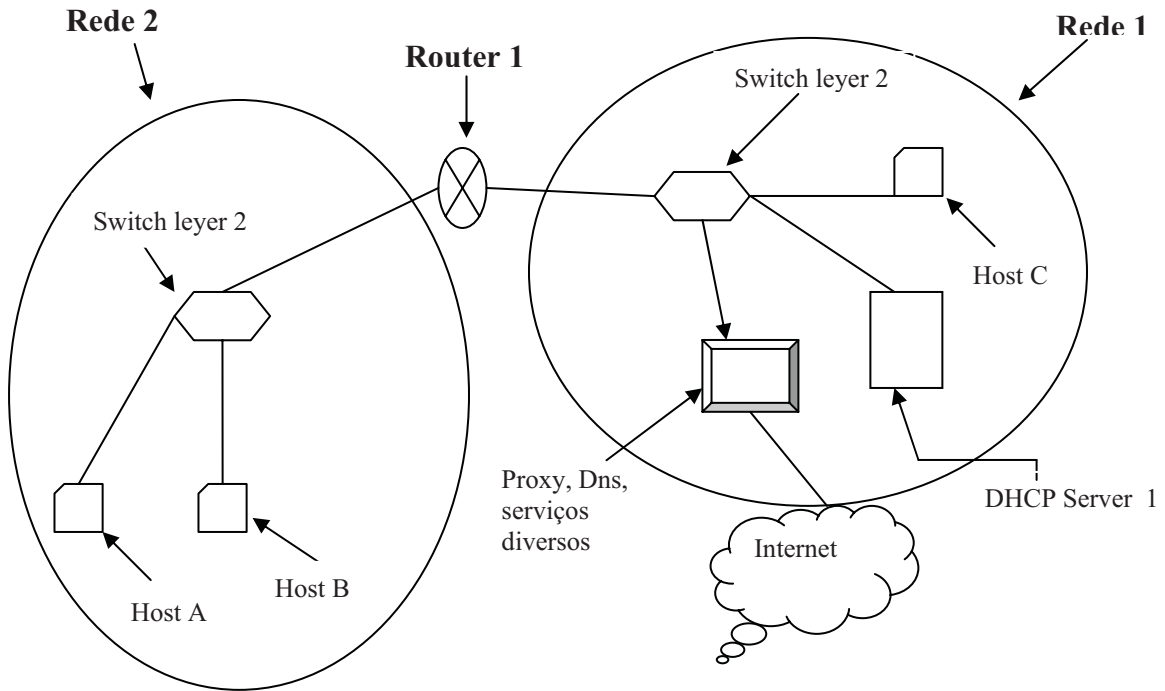 Rede 2
Rede 1
Router 1
Switch leyer 2
Switch leyer 2
Host C
Proxy, Dns,
serviços
diversos
DHCP Server 1
Internet
Host B
Host A